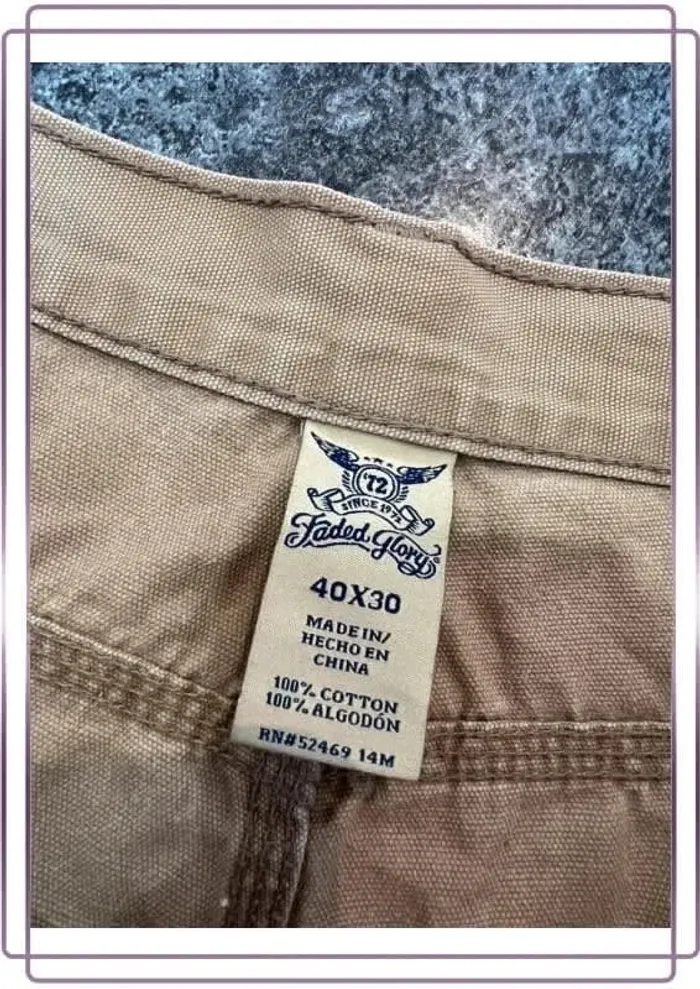 '72
SINCE 1972
Faded Glory®
40X30
MADE IN/
HECHO EN
CHINA
100% COTTON
100% ALGODÓN
RN#52469 14M